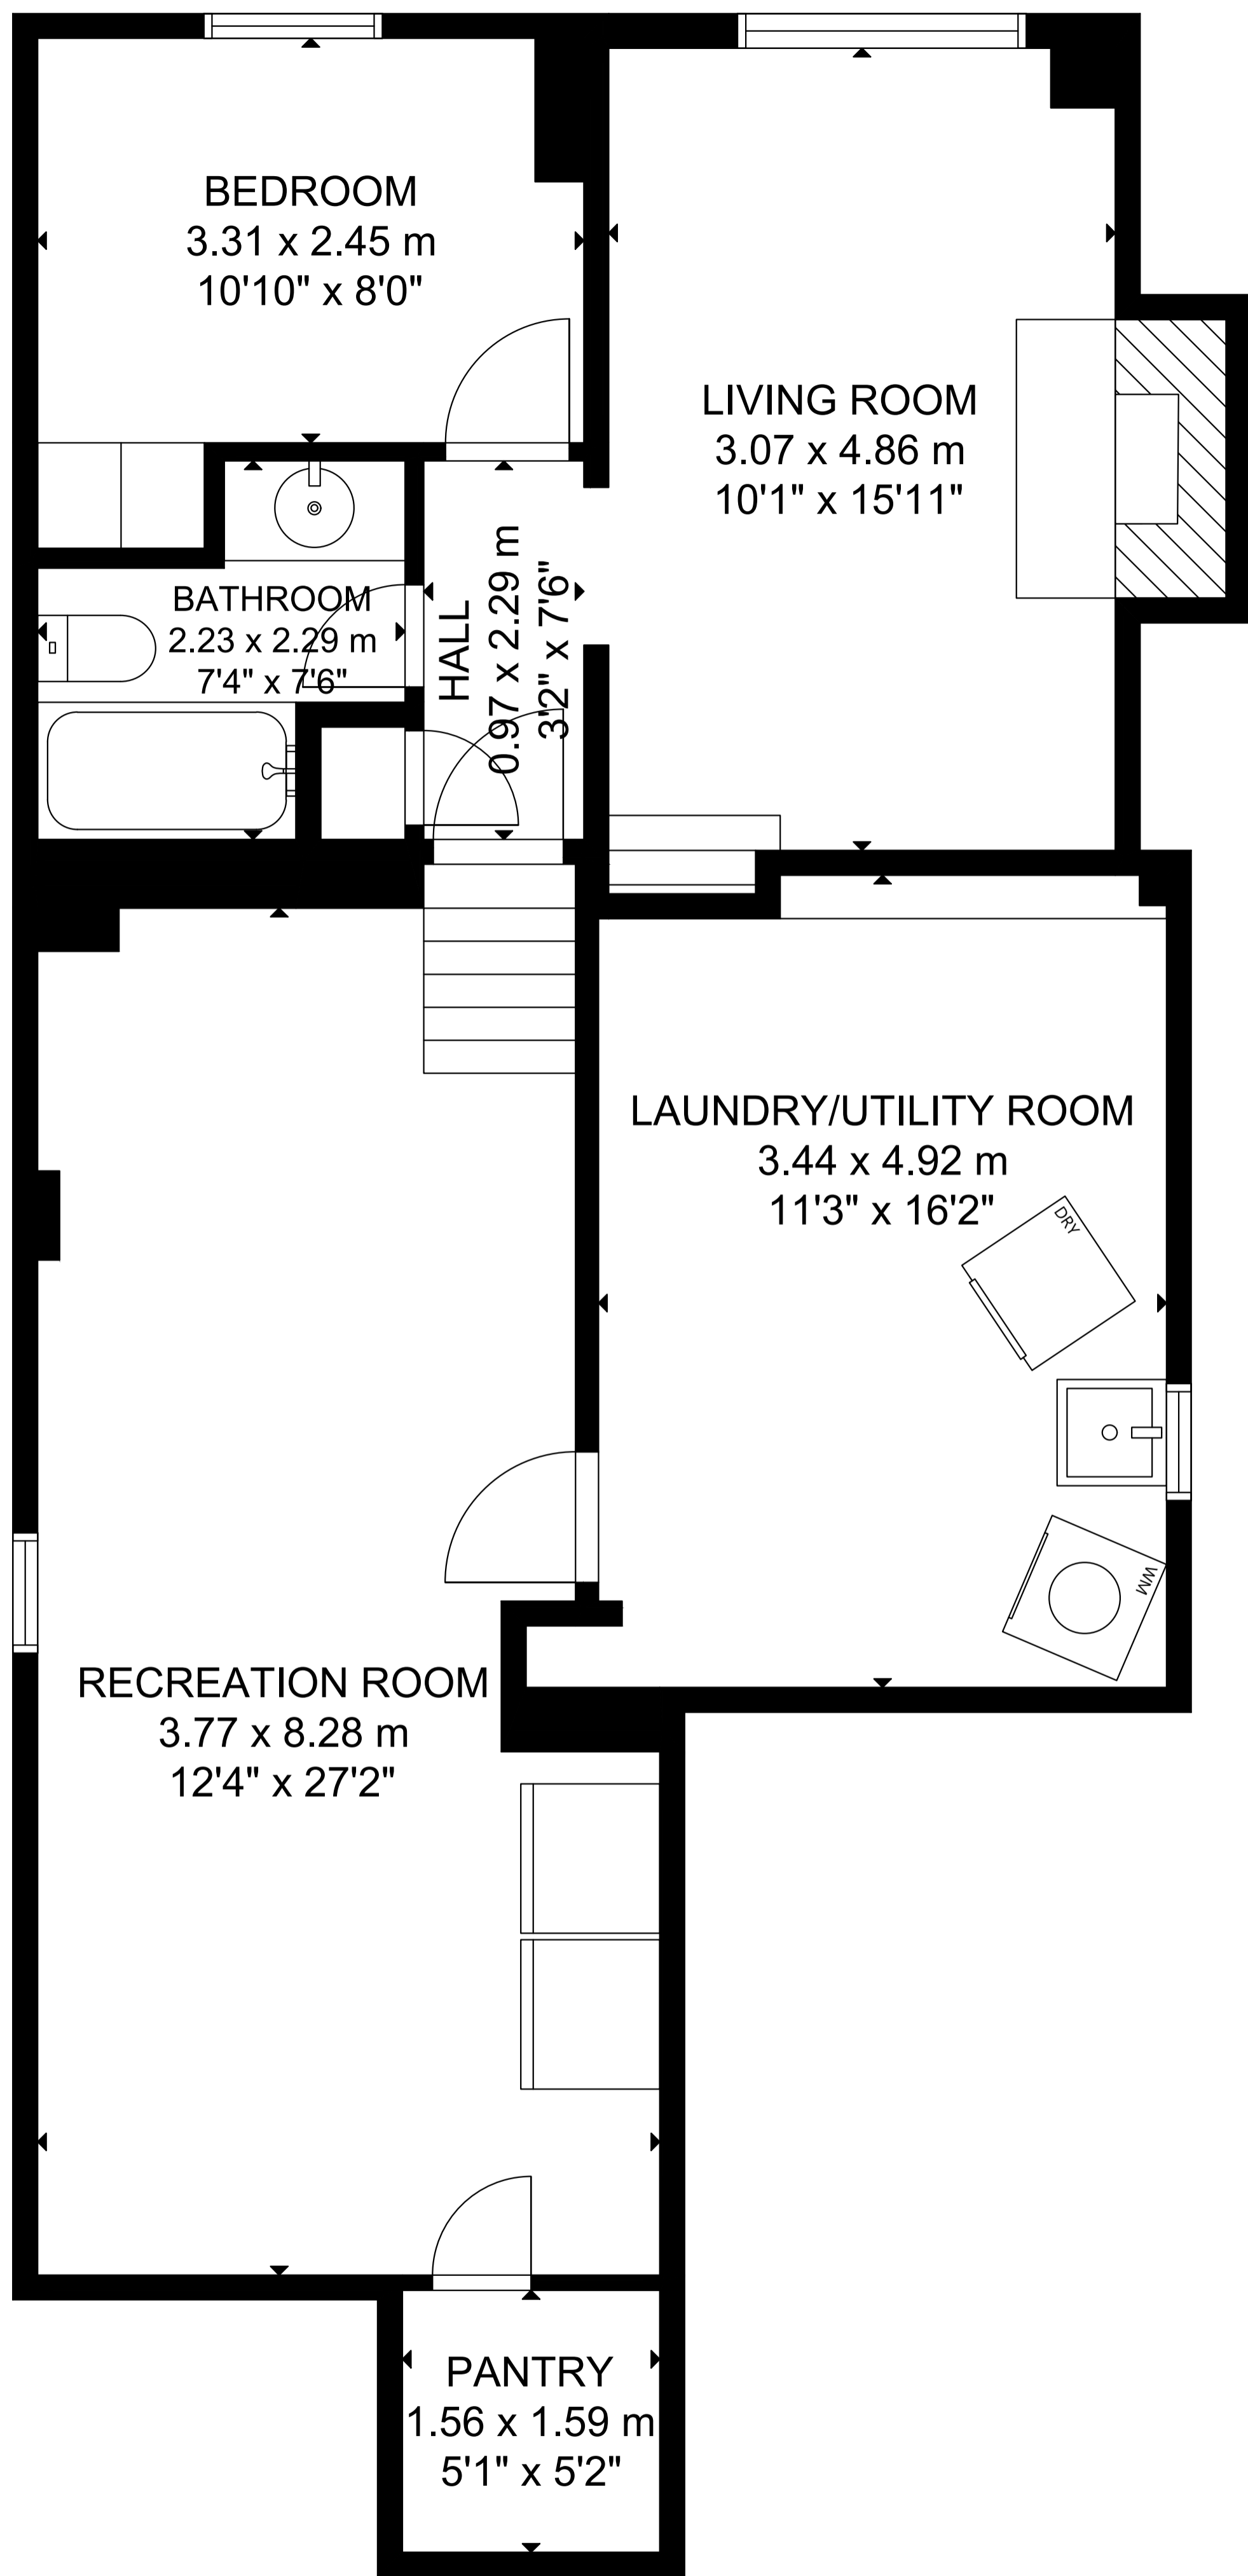 BEDROOM
3.31 x 2.45 m
10'10" x 8'0"
LIVING ROOM
3.07 x 4.86 m
10'1" x 15'11"
BATHROOM
2.23 x 2.29 m
7'4" x 7'6"
HALL
0.97 x 2.29 m
3'2" x 7'6"
LAUNDRY/UTILITY ROOM
3.44 x 4.92 m
11'3" x 16'2"
DRY
WM
RECREATION ROOM
3.77 x 8.28 m
12'4" x 27'2"
PANTRY
1.56 x 1.59 m
5'1" x 5'2"